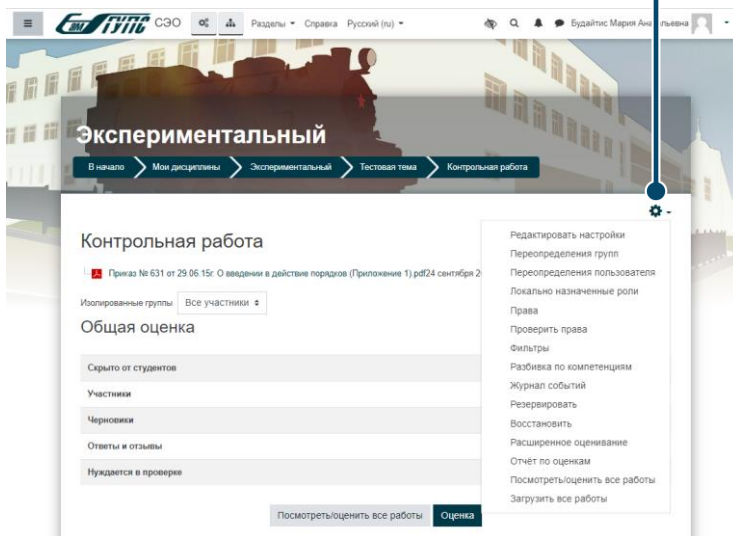 ГУПС СЭО Разделы Справка Русский (ru) Будайтис Мария
Экспериментальный
В начало Мои дисциплины Экспериментальный Тестовая тема Контрольная работа
Контрольная работа
Приказ № 631 от 29.06.15г. О введении в действие порядков (Приложение 1).pdf24 сентября
Изолированные группы Все участники
Общая оценка
Скрыто от студентов
Участники
Черновики
Ответы и отзывы
Нуждается в проверке
Посмотреть/оценить все работы Оценка
Редактировать настройки
Переопределения групп
Переопределения пользователя
Локально назначенные роли
Права
Проверить права
Фильтры
Разбивка по компетенциям
Журнал событий
Резервировать
Восстановить
Расширенное оценивание
Отчёт по оценкам
Посмотреть/оценить все работы
Загрузить все работы